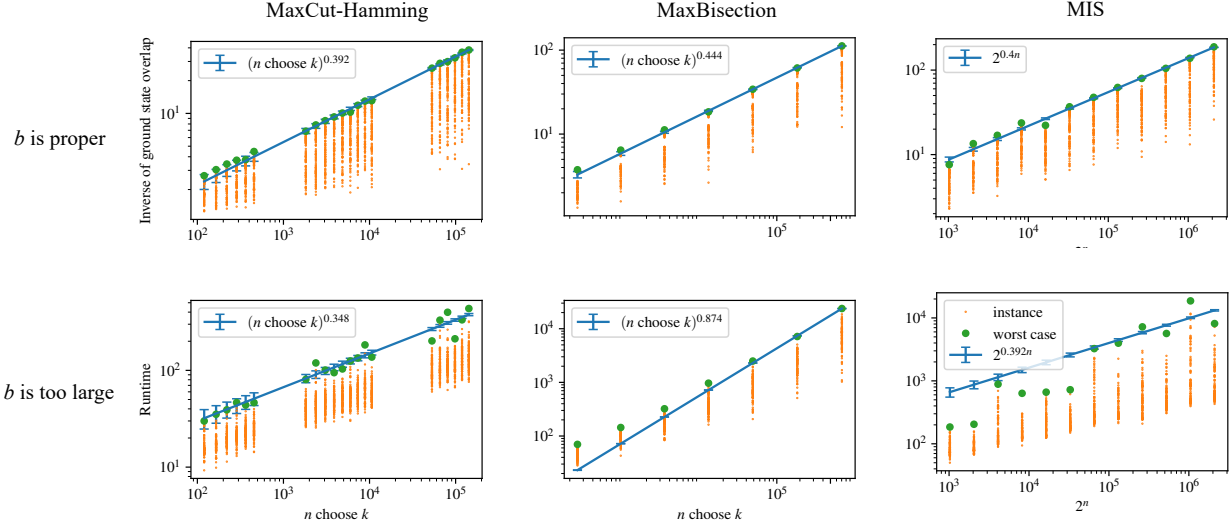 MaxCut-Hamming
MaxBisection
MIS
b is proper
Inverse of ground state overlap
10^1
(n choose k)^0.392
10^2
10^3
10^4
10^5
10^2
10^1
(n choose k)^0.444
10^5
10^2
10^1
2^0.4n
10^3
10^4
10^5
10^6
b is too large
Runtime
10^2
10^1
(n choose k)^0.348
10^2
10^3
10^4
10^5
n choose k
10^4
10^3
10^2
(n choose k)^0.874
10^5
n choose k
10^4
10^3
10^2
instance
worst case
2^0.392n
10^3
10^4
10^5
10^6
2^n